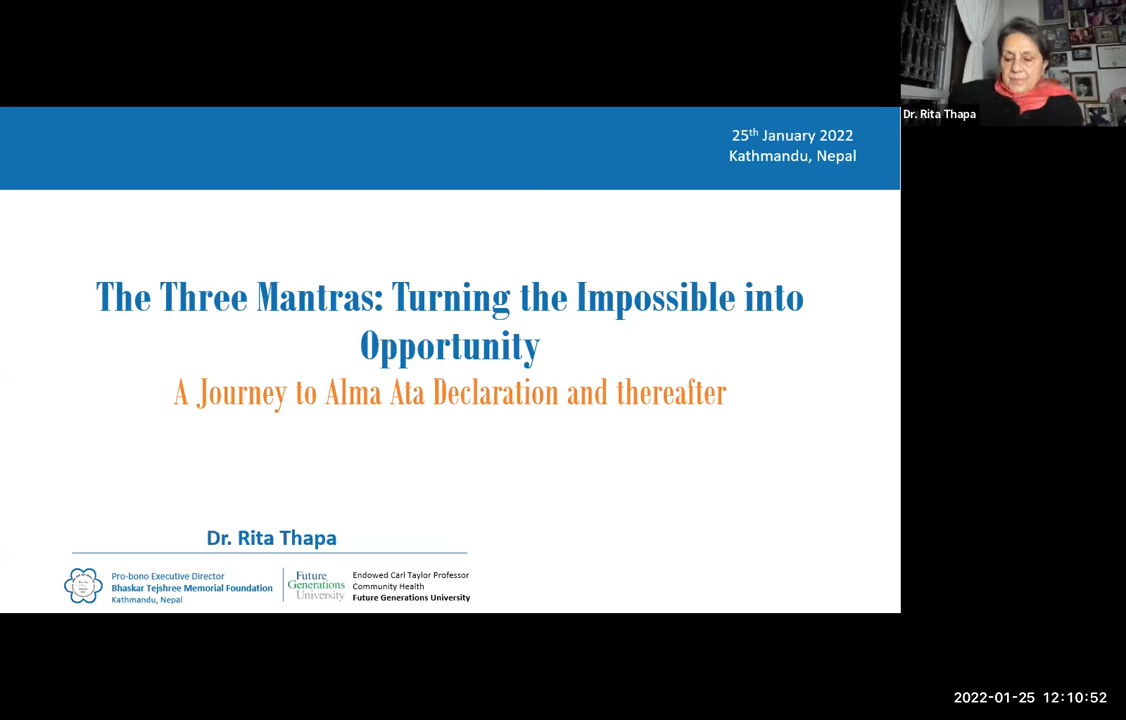 Dr. Rita Thapa
25th January 2022
Kathmandu, Nepal
The Three Mantras: Turning the Impossible into
Opportunity
A Journey to Alma Ata Declaration and thereafter
Dr. Rita Thapa
Pro-bono Executive Director
Bhaskar Tejshree Memorial Foundation
Kathmandu, Nepal
Future
Generations
University
Endowed Carl Taylor Professor
Community Health
Future Generations University
2022-01-25 12:10:52